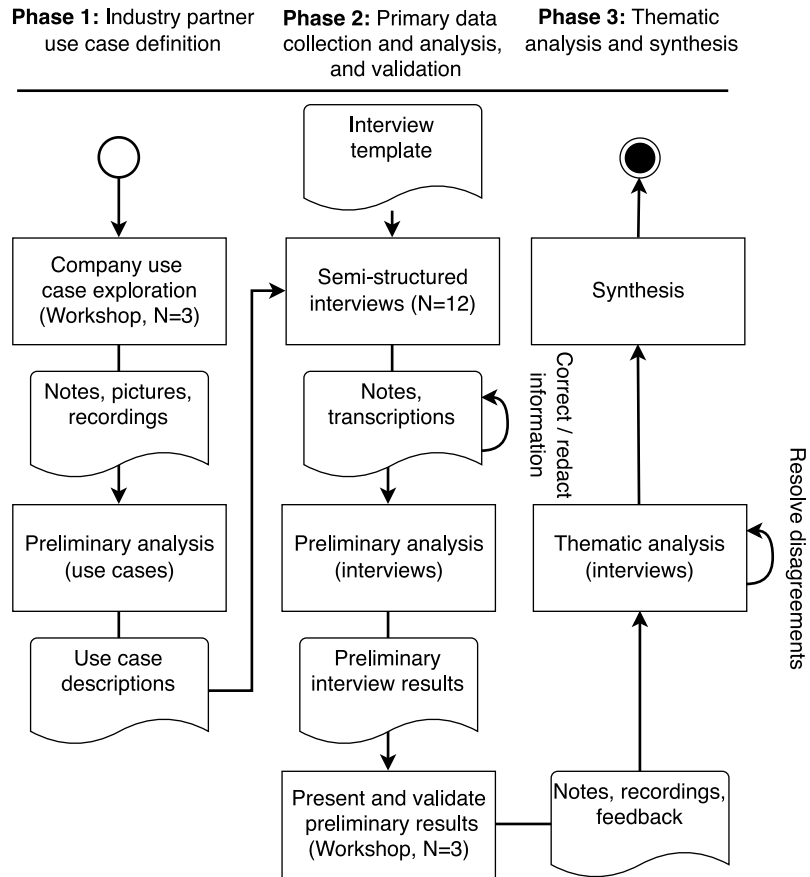 Phase 1: Industry partner
use case definition
Phase 2: Primary data
collection and analysis,
and validation
Phase 3: Thematic
analysis and synthesis
Company use
case exploration
(Workshop, N=3)
Notes, pictures,
recordings
Preliminary analysis
(use cases)
Use case
descriptions
Interview
template
Semi-structured
interviews (N=12)
Notes,
transcriptions
Correct / redact
information
Preliminary analysis
(interviews)
Preliminary
interview results
Present and validate
preliminary results
(Workshop, N=3)
Notes, recordings,
feedback
Thematic analysis
(interviews)
Resolve disagreements
Synthesis